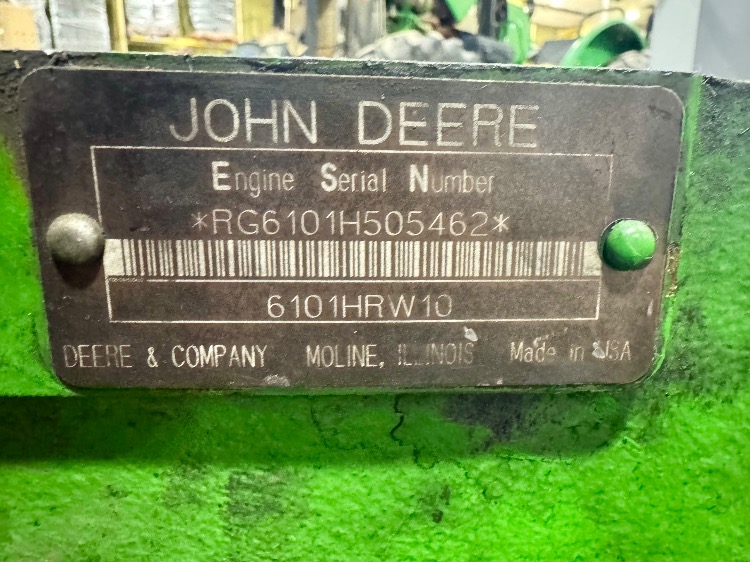 JOHN DEERE
Engine Serial Number
*RG6101H505462*
6101HRW10
DEERE & COMPANY MOLINE, ILLINOIS Made in USA